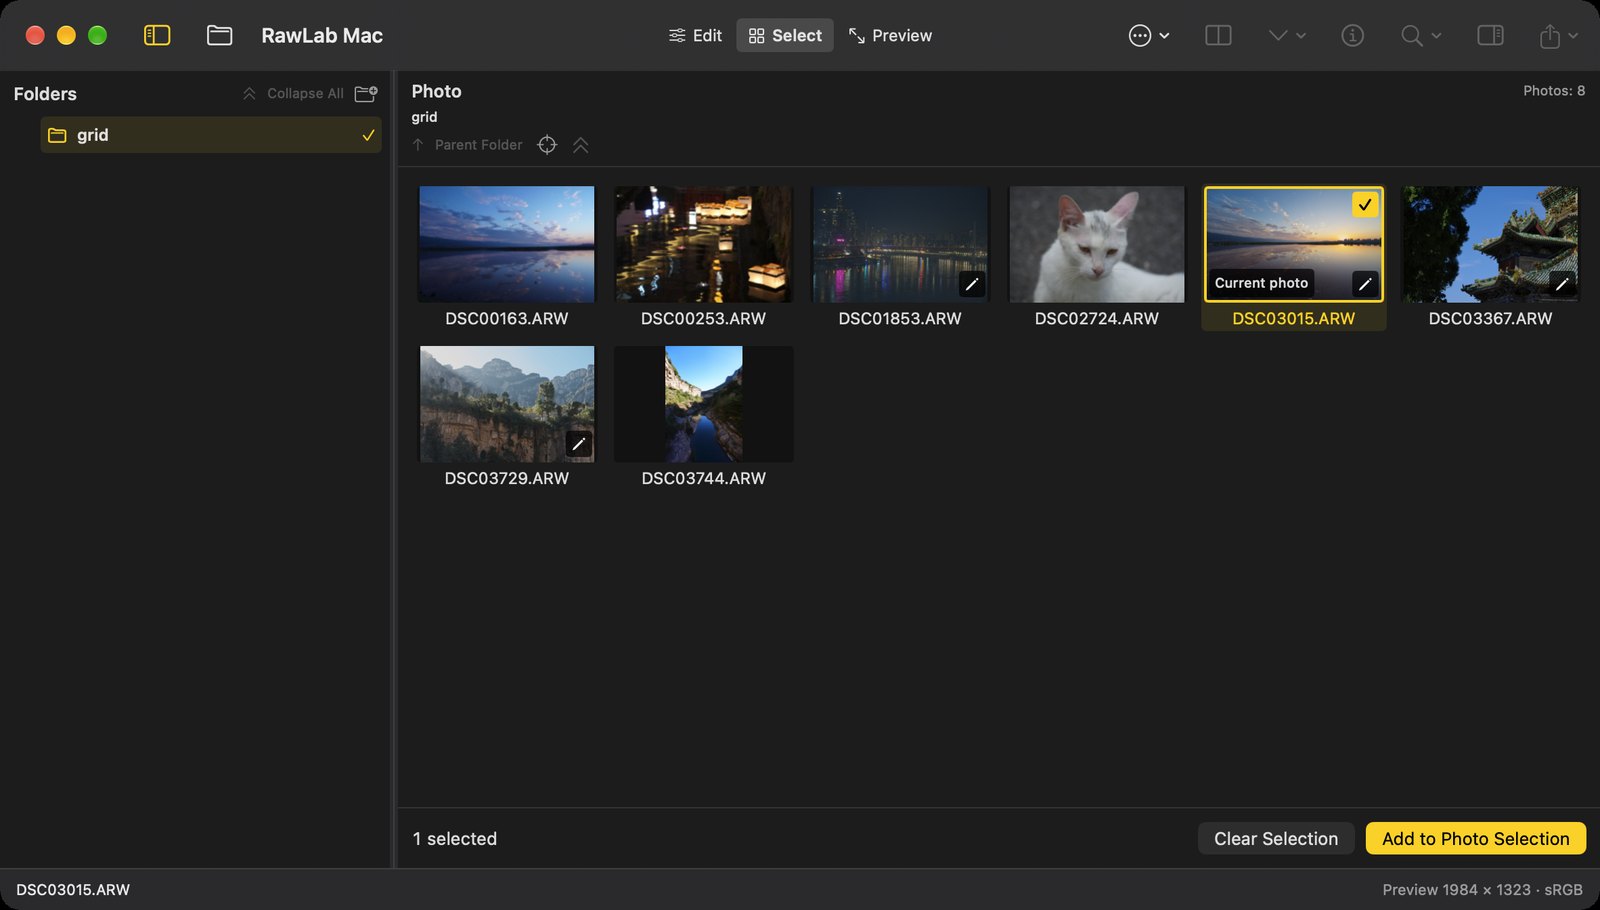 RawLab Mac
Edit
Select
Preview
Folders
Collapse All
grid
Photo
Photos: 8
grid
Parent Folder
Current photo
DSC00163.ARW
DSC00253.ARW
DSC01853.ARW
DSC02724.ARW
DSC03015.ARW
DSC03367.ARW
DSC03729.ARW
DSC03744.ARW
1 selected
Clear Selection
Add to Photo Selection
DSC03015.ARW
Preview 1984 × 1323 · sRGB